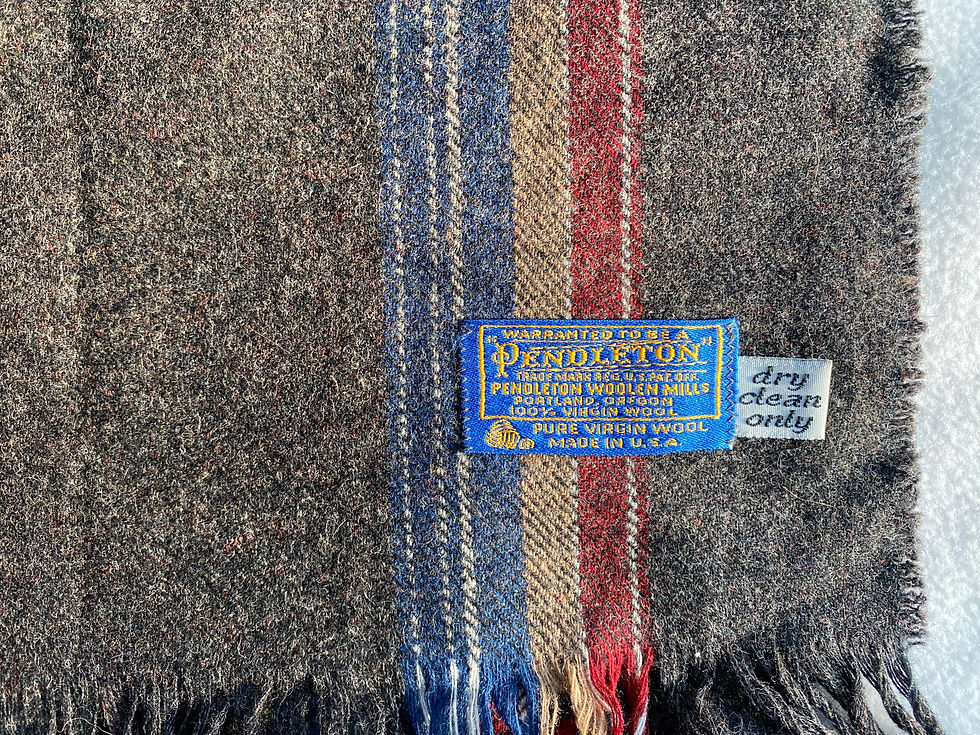 WARRANTED TO BE A
"PENDLETON"
TRADE MARK REG. U.S. PAT. OFF.
PENDLETON WOOLEN MILLS
PORTLAND, OREGON
100% VIRGIN WOOL
PURE VIRGIN WOOL
MADE IN U.S.A.
dry
clean
only